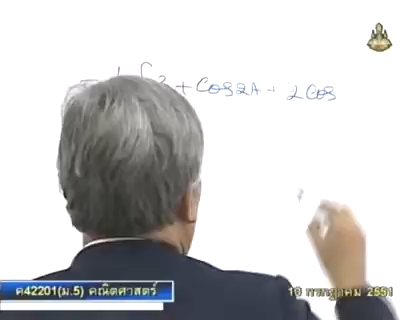 + Cos2A + 2Cos
ค42201(ม.5) คณิตศาสตร์
10 กรกฎาคม 2551